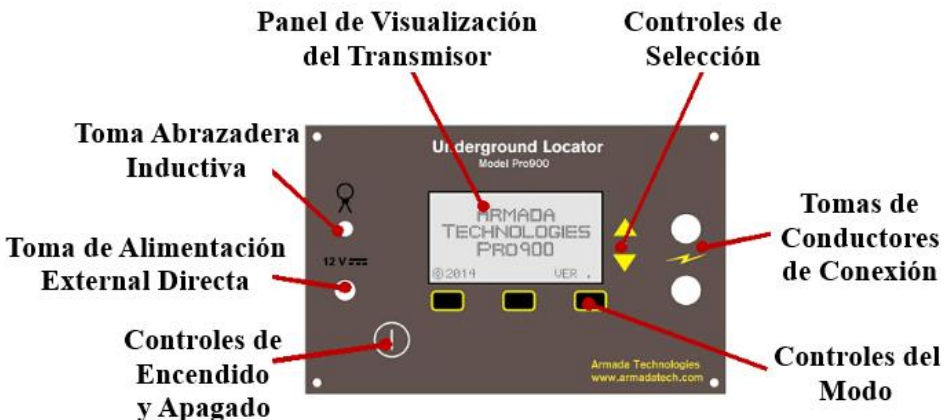 Panel de Visualización
del Transmisor
Controles de
Selección
Toma Abrazadera
Inductiva
Underground Locator
Model Pro900
ARMADA
TECHNOLOGIES
PRO900
©2014 VER .
Tomas de
Conductores
de Conexión
Toma de Alimentación
External Directa
12 V
Controles de
Encendido
y Apagado
Armada Technologies
www.armadatech.com
Controles del
Modo